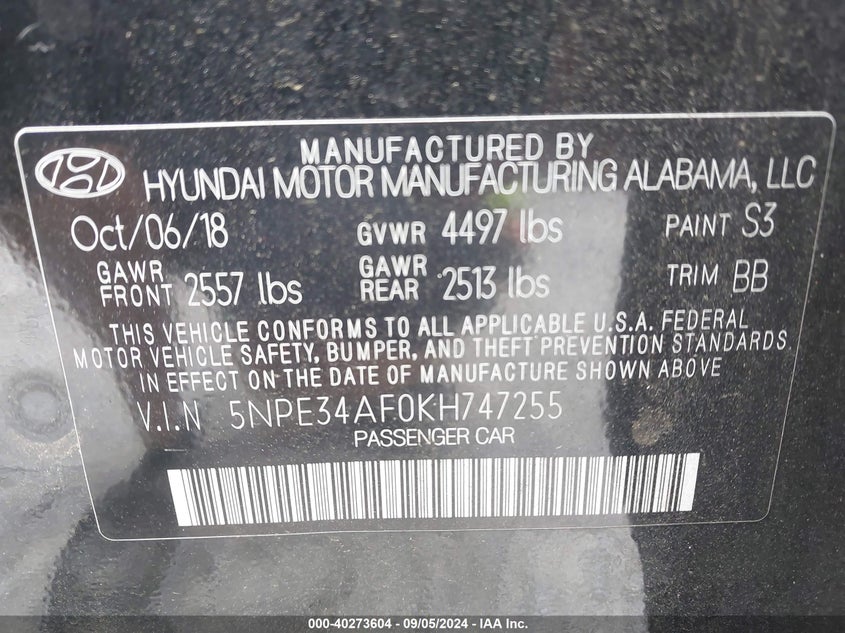 MANUFACTURED BY
HYUNDAI MOTOR MANUFACTURING ALABAMA, LLC
Oct/06/18 GVWR 4497 lbs PAINT S3
GAWR FRONT 2557 lbs GAWR REAR 2513 lbs TRIM BB
THIS VEHICLE CONFORMS TO ALL APPLICABLE U.S.A. FEDERAL
MOTOR VEHICLE SAFETY, BUMPER, AND THEFT PREVENTION STANDARDS
IN EFFECT ON THE DATE OF MANUFACTURE SHOWN ABOVE.
V.I.N 5NPE34AF0KH747255
PASSENGER CAR
000-40273604 - 09/05/2024 - IAA Inc.